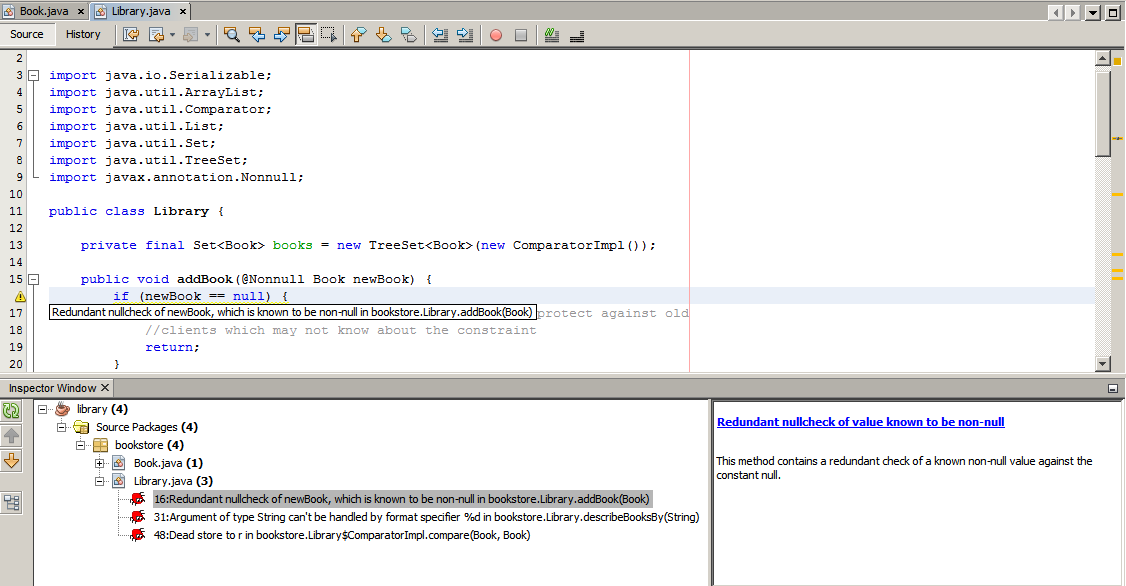 Book.java
Library.java
Source History
2
3 import java.io.Serializable;
4 import java.util.ArrayList;
5 import java.util.Comparator;
6 import java.util.List;
7 import java.util.Set;
8 import java.util.TreeSet;
9 import javax.annotation.Nonnull;
10
11 public class Library {
12
13 private final Set<Book> books = new TreeSet<Book>(new ComparatorImpl());
14
15 public void addBook(@Nonnull Book newBook) {
if (newBook == null) {
17 Redundant nullcheck of newBook, which is known to be non-null in bookstore.Library.addBook(Book) protect against old
18 //clients which may not know about the constraint
19 return;
20 }
Inspector Window
library (4)
Source Packages (4)
bookstore (4)
Book.java (1)
Library.java (3)
16:Redundant nullcheck of newBook, which is known to be non-null in bookstore.Library.addBook(Book)
31:Argument of type String can't be handled by format specifier %d in bookstore.Library.describeBooksBy(String)
48:Dead store to r in bookstore.Library$ComparatorImpl.compare(Book, Book)
Redundant nullcheck of value known to be non-null
This method contains a redundant check of a known non-null value against the
constant null.